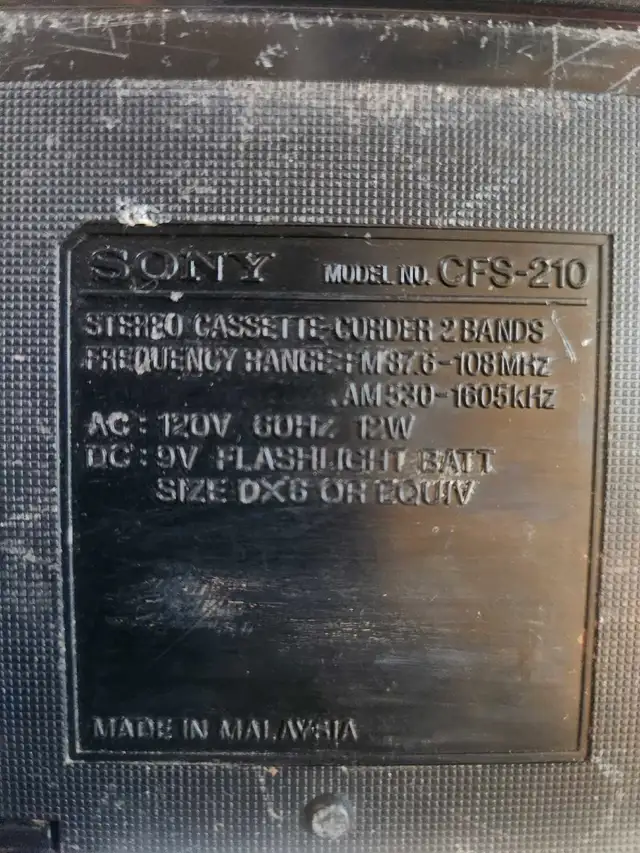 SONY MODEL NO. CFS-210
STEREO CASSETTE-CORDER 2 BANDS
FREQUENCY RANGE: FM 87.6-108MHz
AM 530-1605kHz
AC: 120V, 60Hz 12W
DC: 9V FLASHLIGHT BATT
SIZE D×6 OR EQUIV
MADE IN MALAYSIA